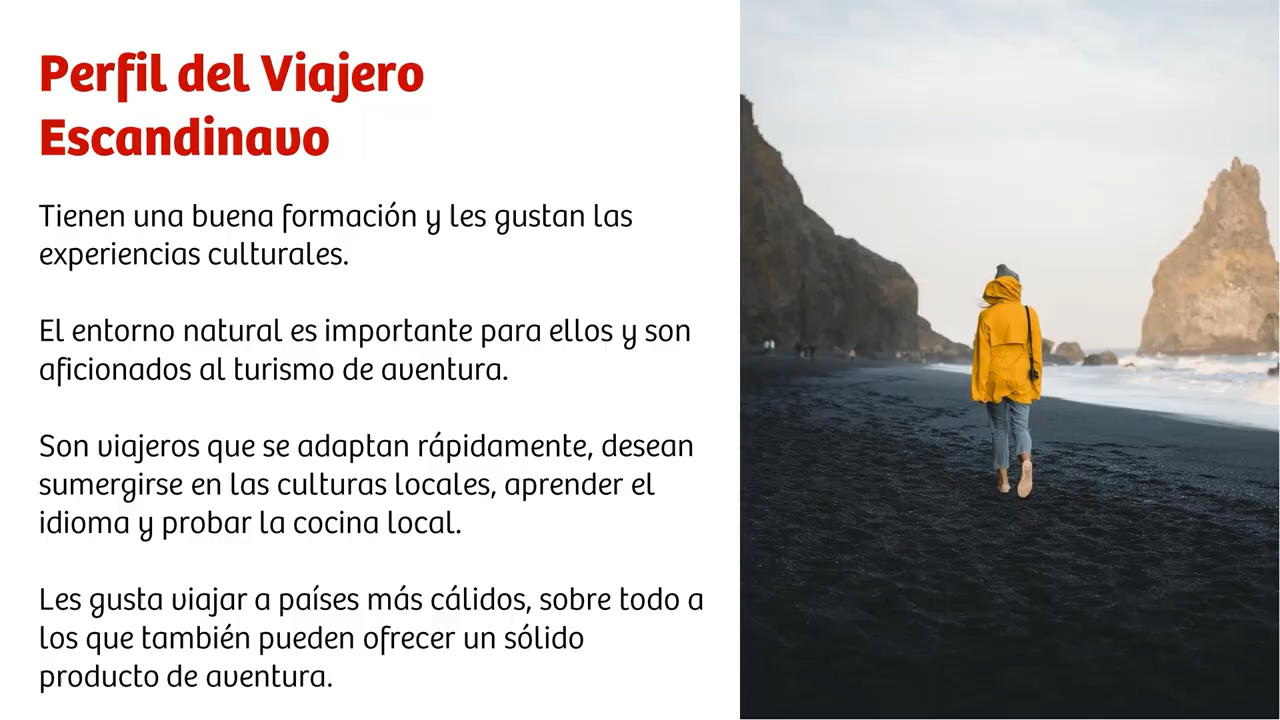 Perfil del Viajero
Escandinavo
Tienen una buena formación y les gustan las
experiencias culturales.
El entorno natural es importante para ellos y son
aficionados al turismo de aventura.
Son viajeros que se adaptan rápidamente, desean
sumergirse en las culturas locales, aprender el
idioma y probar la cocina local.
Les gusta viajar a países más cálidos, sobre todo a
los que también pueden ofrecer un sólido
producto de aventura.